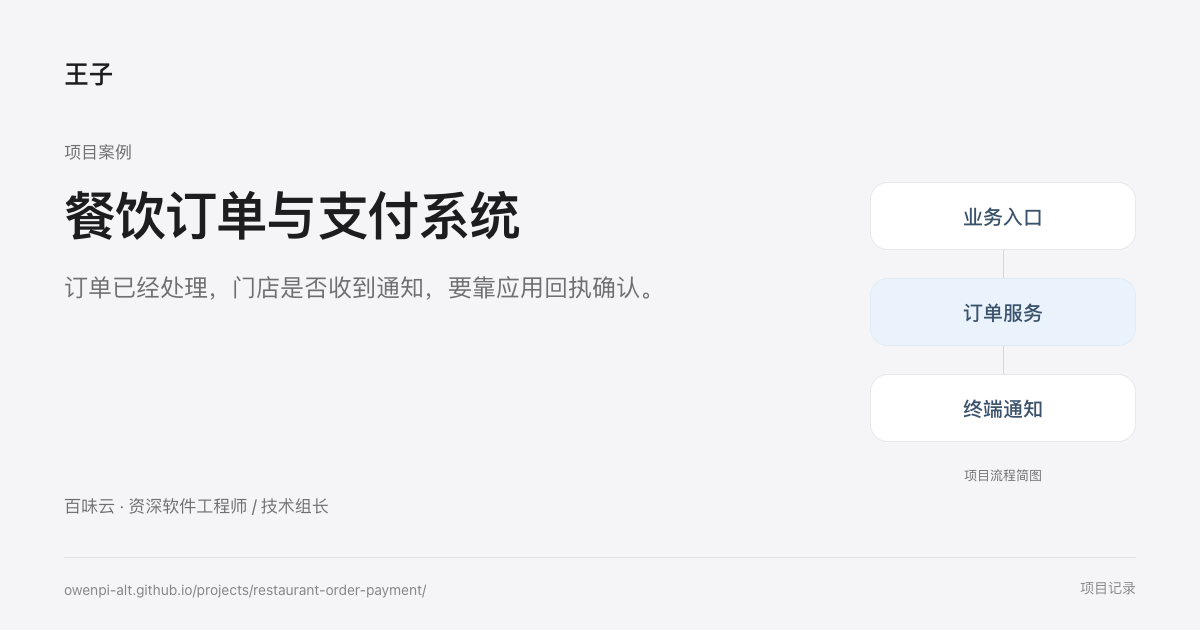 王子
项目案例
餐饮订单与支付系统
订单已经处理，门店是否收到通知，要靠应用回执确认。
业务入口
订单服务
终端通知
项目流程简图
百味云 · 资深软件工程师 / 技术组长
owenpi-alt.github.io/projects/restaurant-order-payment/
项目记录